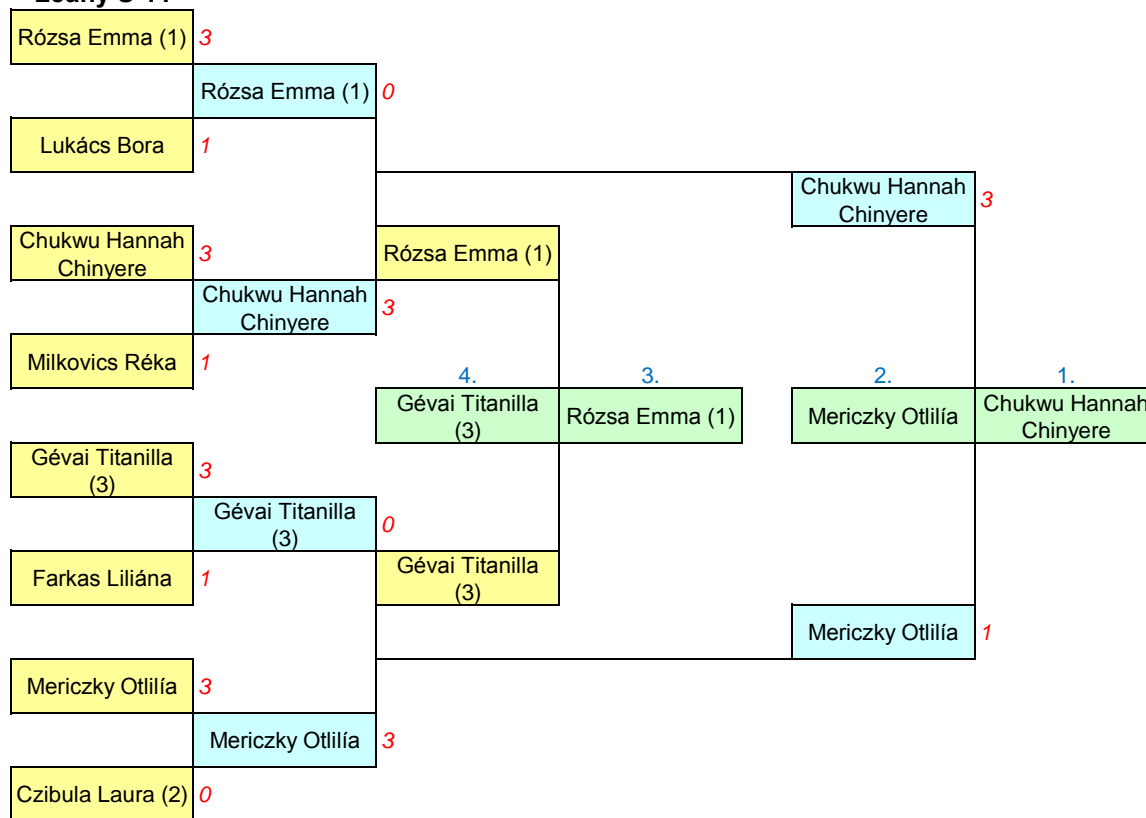 Rózsa Emma (1) 3
Rózsa Emma (1) 0
Lukács Bora 1
Chukwu Hannah
Chinyere 3
Chukwu Hannah
Chinyere 3
Rózsa Emma (1)
Chukwu Hannah
Chinyere 3
Milkovics Réka 1
4. 3. 2. 1.
Gévai Titanilla
(3)
Rózsa Emma (1)
Mericzky Otlilía
Chukwu Hannah
Chinyere
Gévai Titanilla
(3) 3
Gévai Titanilla
(3) 0
Farkas Liliána 1
Gévai Titanilla
(3)
Mericzky Otlilía 1
Mericzky Otlilía 3
Mericzky Otlilía 3
Czibula Laura (2) 0